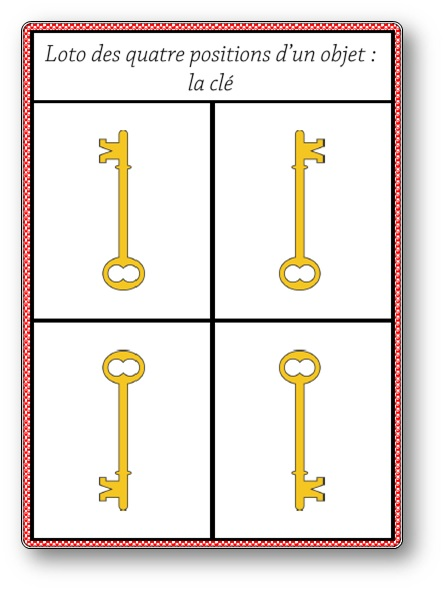 Loto des quatre positions d’un objet :
la clé